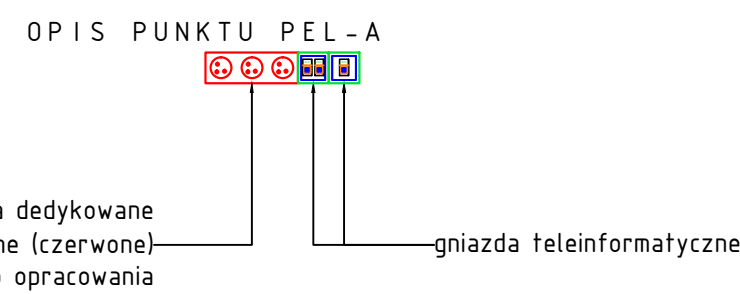 OPIS PUNKTU PEL-A
dedykowane
(czerwone)
opracowania
gniazda teleinformatyczne